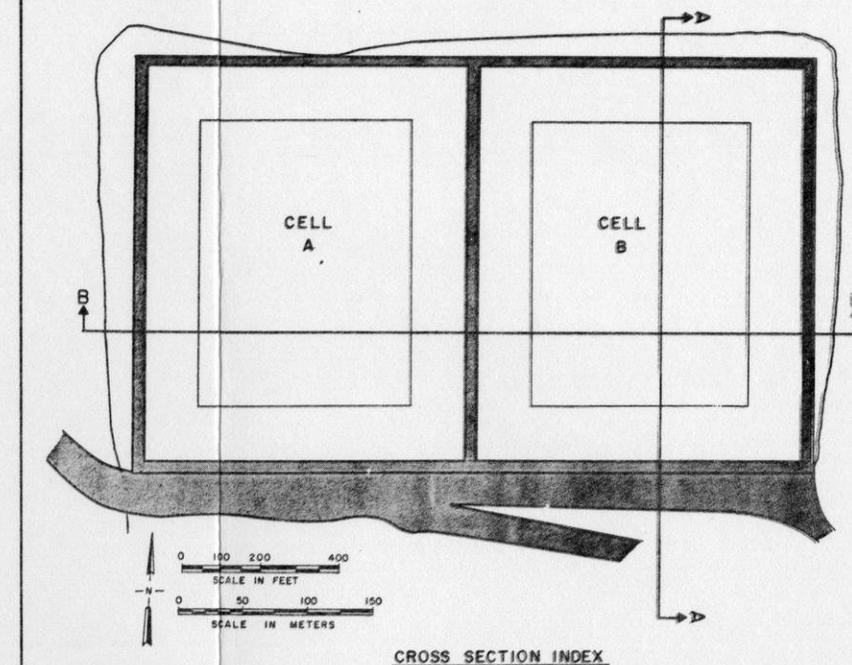 A
CELL
A
CELL
B
B
0 100 200 400
SCALE IN FEET
-N-
0 50 100 150
SCALE IN METERS
A
CROSS SECTION INDEX